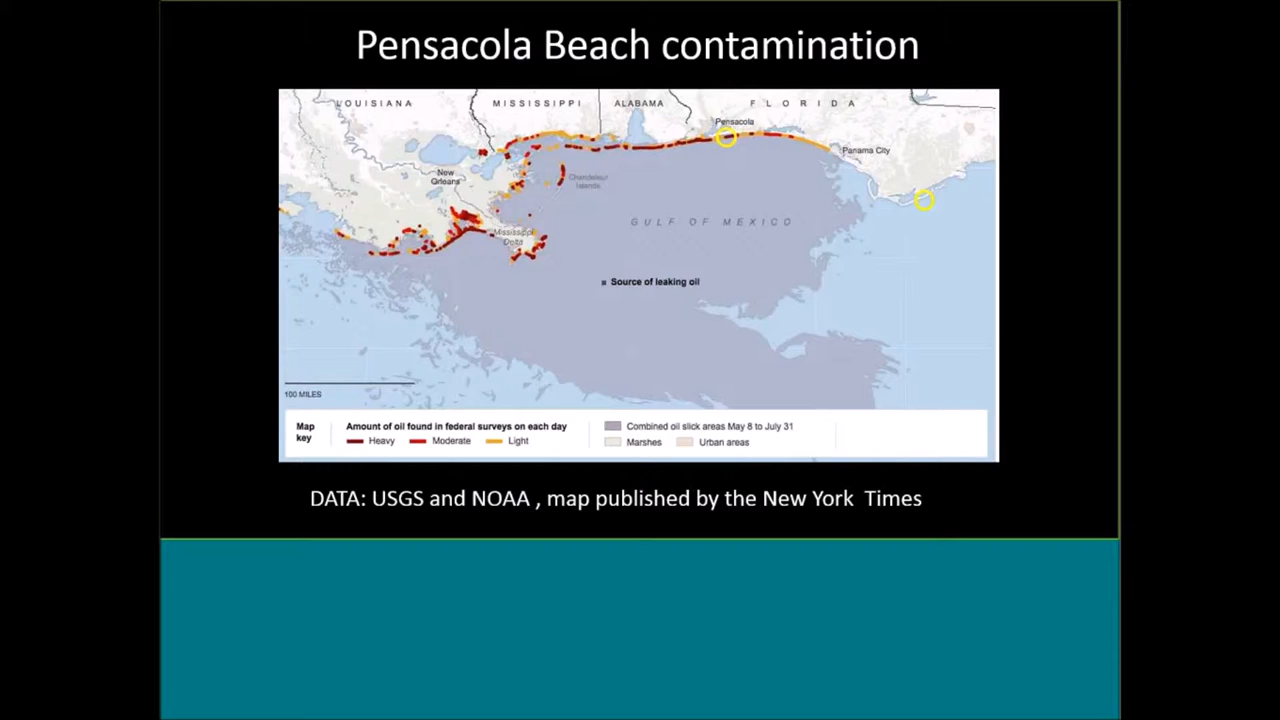 Pensacola Beach contamination
LOUISIANA MISSISSIPPI ALABAMA FLORIDA
Pensacola
Panama City
New
Orleans
Chandeleur
Islands
GULF OF MEXICO
Mississippi
Delta
Source of leaking oil
100 MILES
Map
key
Amount of oil found in federal surveys on each day
Heavy Moderate Light
Combined oil slick areas May 8 to July 31
Marshes Urban areas
DATA: USGS and NOAA , map published by the New York Times